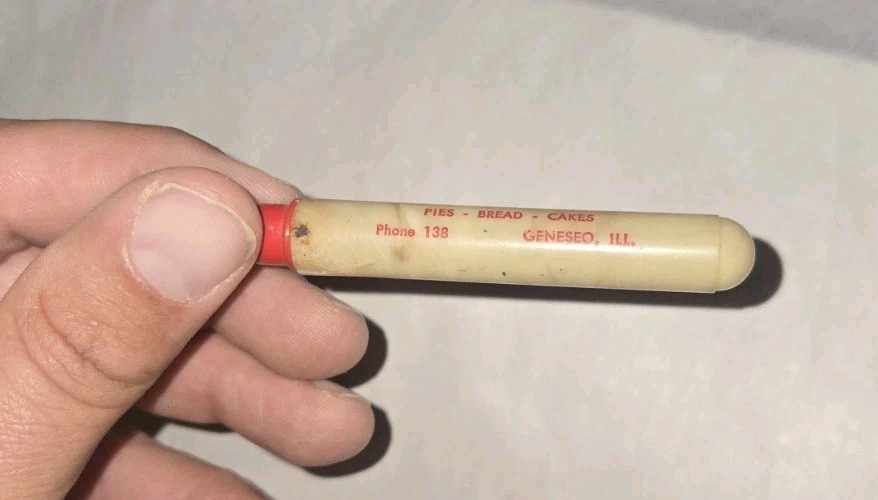 PIES - BREAD - CAKES
Phone 138 GENESEO, ILL.